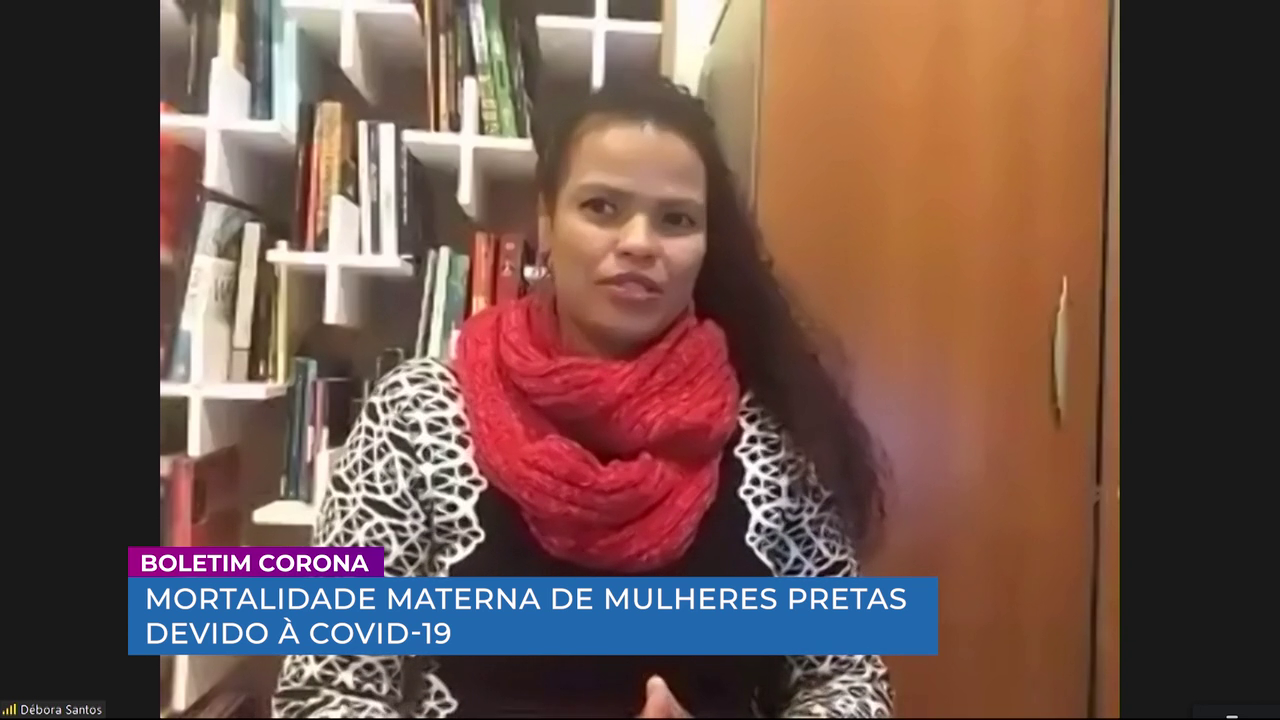 BOLETIM CORONA
MORTALIDADE MATERNA DE MULHERES PRETAS
DEVIDO À COVID-19
Débora Santos